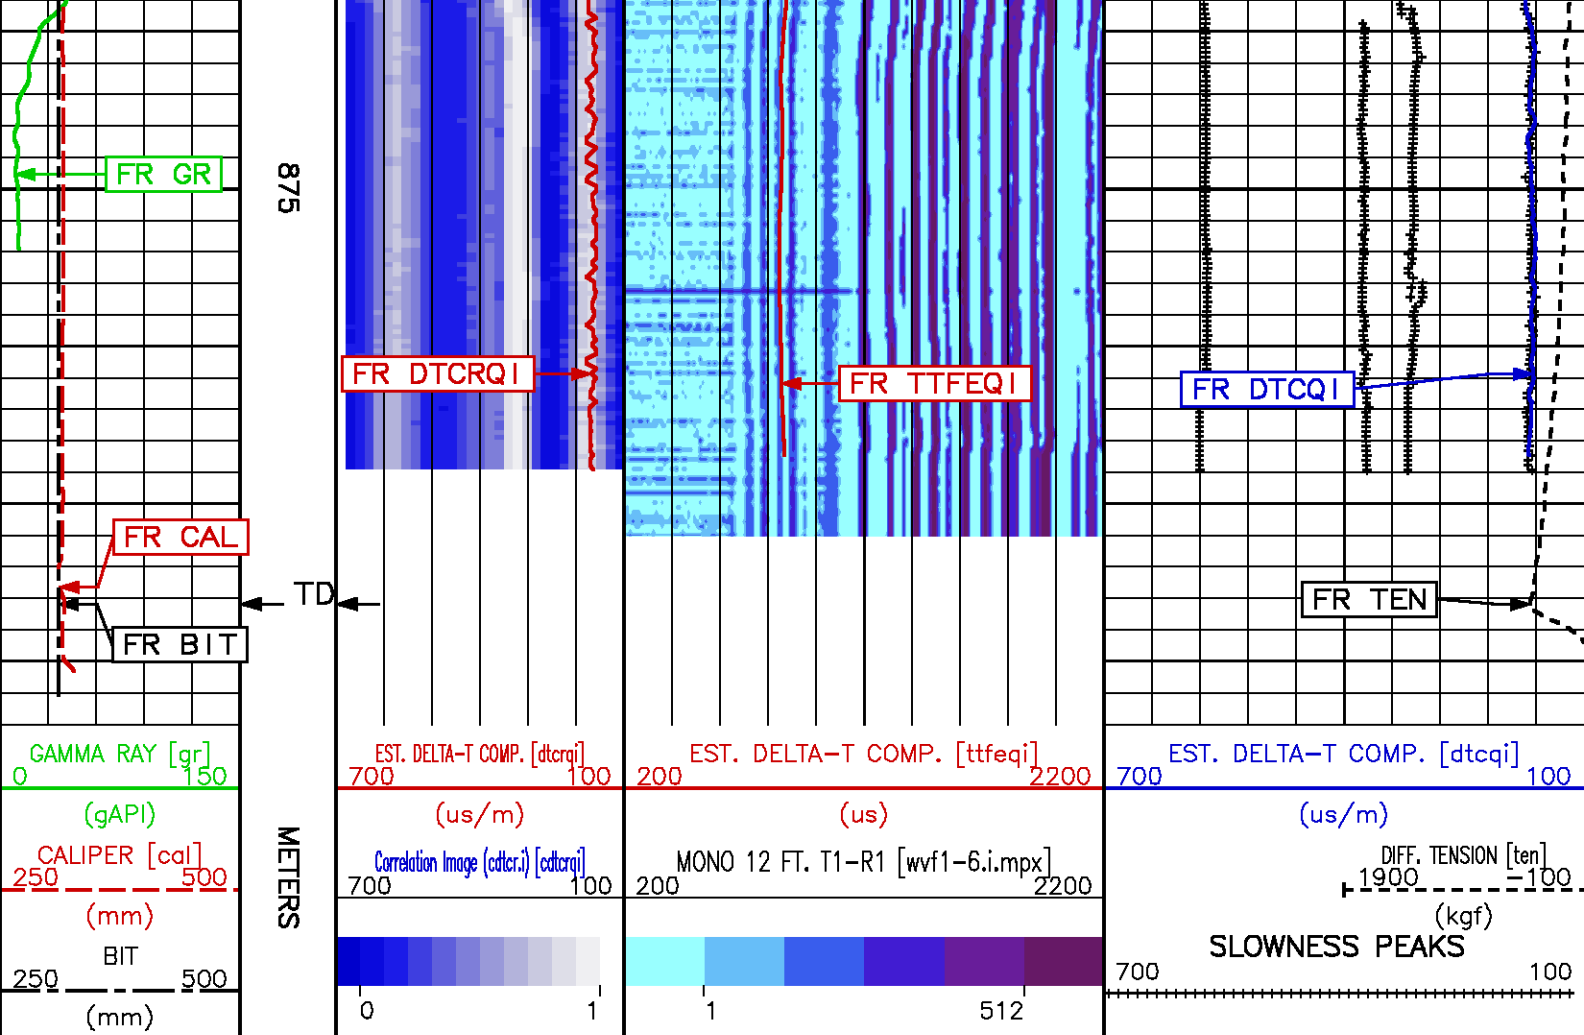 875
FR GR
FR DTCRQI
FR TTFEQI
FR DTCQI
FR CAL
TD
FR TEN
FR BIT
GAMMA RAY [gr]
0 150
(gAPI)
CALIPER [cal]
250 500
(mm)
BIT
250 500
(mm)
METERS
EST. DELTA-T COMP. [dtcrqi]
700 100
(us/m)
Correlation Image (cdtcr.i) [cdtcrqi]
700 100
0 1
EST. DELTA-T COMP. [ttfeqi]
200 2200
(us)
MONO 12 FT. T1-R1 [wvf1-6.i.mpx]
200 2200
1 512
EST. DELTA-T COMP. [dtcqi]
700 100
(us/m)
DIFF. TENSION [ten]
1900 -100
(kgf)
SLOWNESS PEAKS
700 100